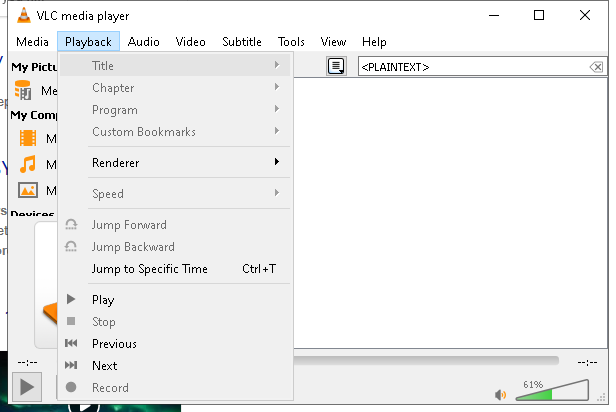 VLC media player
Media Playback Audio Video Subtitle Tools View Help
My Pictu
Me
My Comp
M
M
M
Devices
Title
Chapter
Program
Custom Bookmarks
Renderer
Speed
Jump Forward
Jump Backward
Jump to Specific Time Ctrl+T
Play
Stop
Previous
Next
Record
<PLAINTEXT>
--:-- --:--
61%